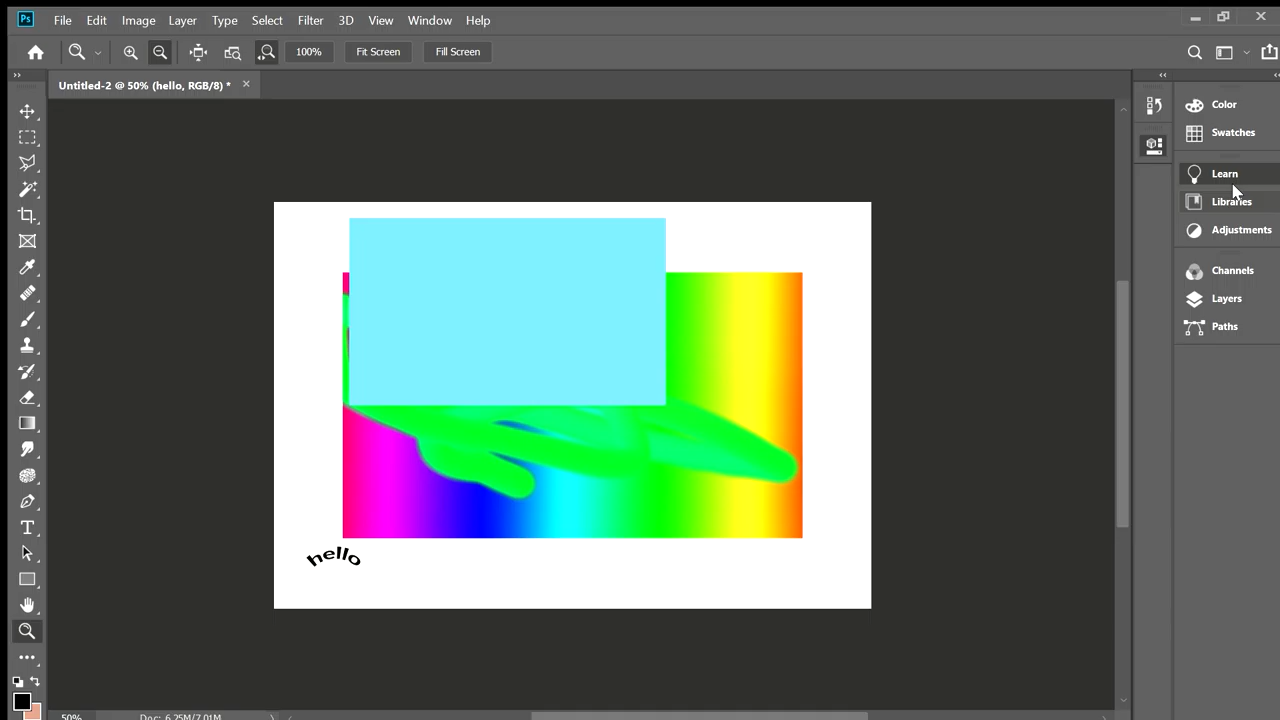 Ps File Edit Image Layer Type Select Filter 3D View Window Help
100% Fit Screen Fill Screen
Untitled-2 @ 50% (hello, RGB/8) *
Color
Swatches
Learn
Libraries
Adjustments
Channels
Layers
Paths
hello
50% Doc: 6.25M/7.01M